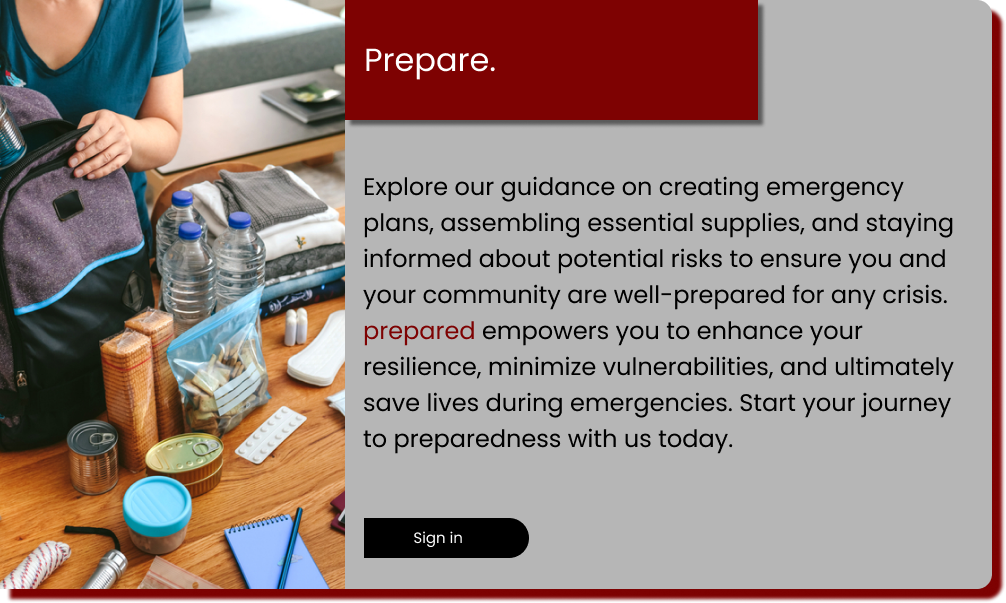 Prepare.
Explore our guidance on creating emergency
plans, assembling essential supplies, and staying
informed about potential risks to ensure you and
your community are well-prepared for any crisis.
prepared empowers you to enhance your
resilience, minimize vulnerabilities, and ultimately
save lives during emergencies. Start your journey
to preparedness with us today.
Sign in